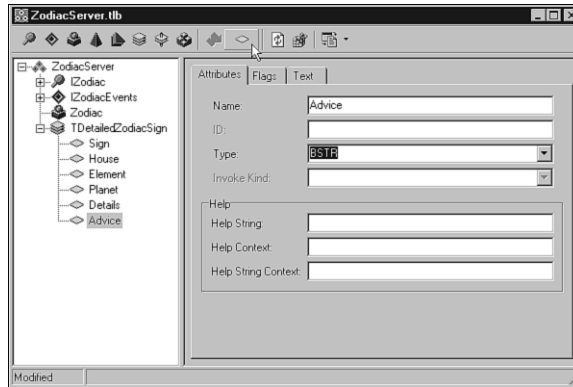 ZodiacServer.tlb
ZodiacServer
IZodiac
IZodiacEvents
Zodiac
TDetailedZodiacSign
Sign
House
Element
Planet
Details
Advice
Attributes Flags Text
Name: Advice
ID:
Type: BSTR
Invoke Kind:
Help
Help String:
Help Context:
Help String Context:
Modified